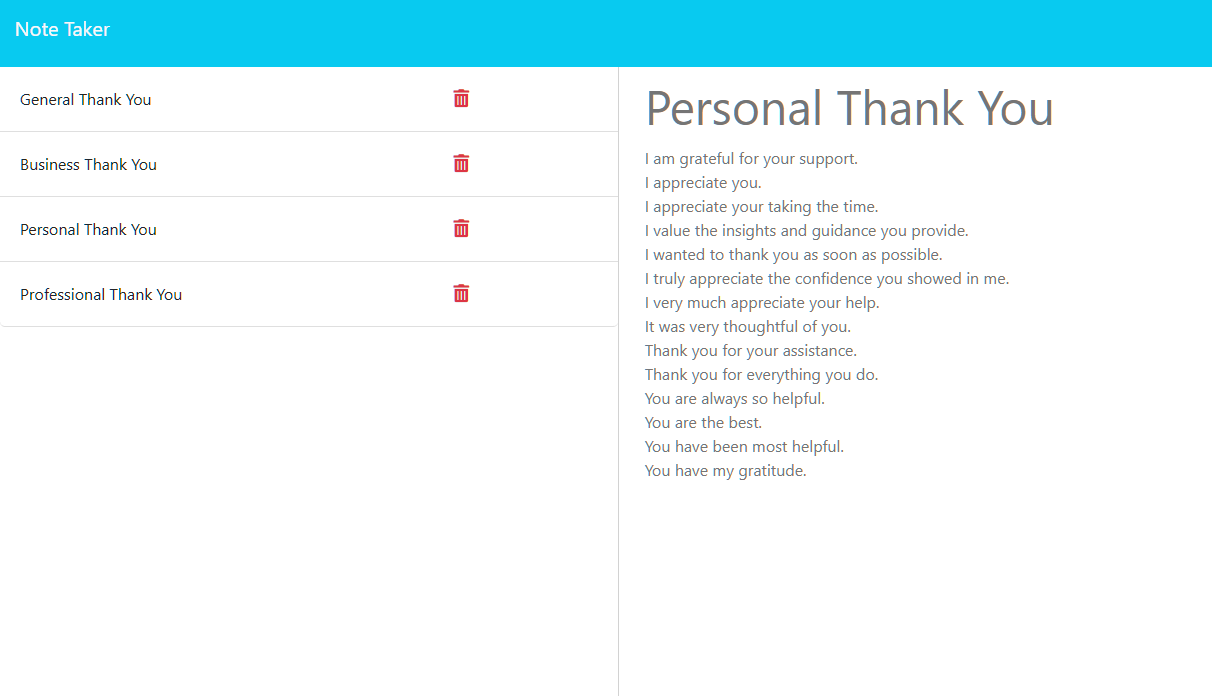 Note Taker
General Thank You
Business Thank You
Personal Thank You
Professional Thank You
Personal Thank You
I am grateful for your support.
I appreciate you.
I appreciate your taking the time.
I value the insights and guidance you provide.
I wanted to thank you as soon as possible.
I truly appreciate the confidence you showed in me.
I very much appreciate your help.
It was very thoughtful of you.
Thank you for your assistance.
Thank you for everything you do.
You are always so helpful.
You are the best.
You have been most helpful.
You have my gratitude.